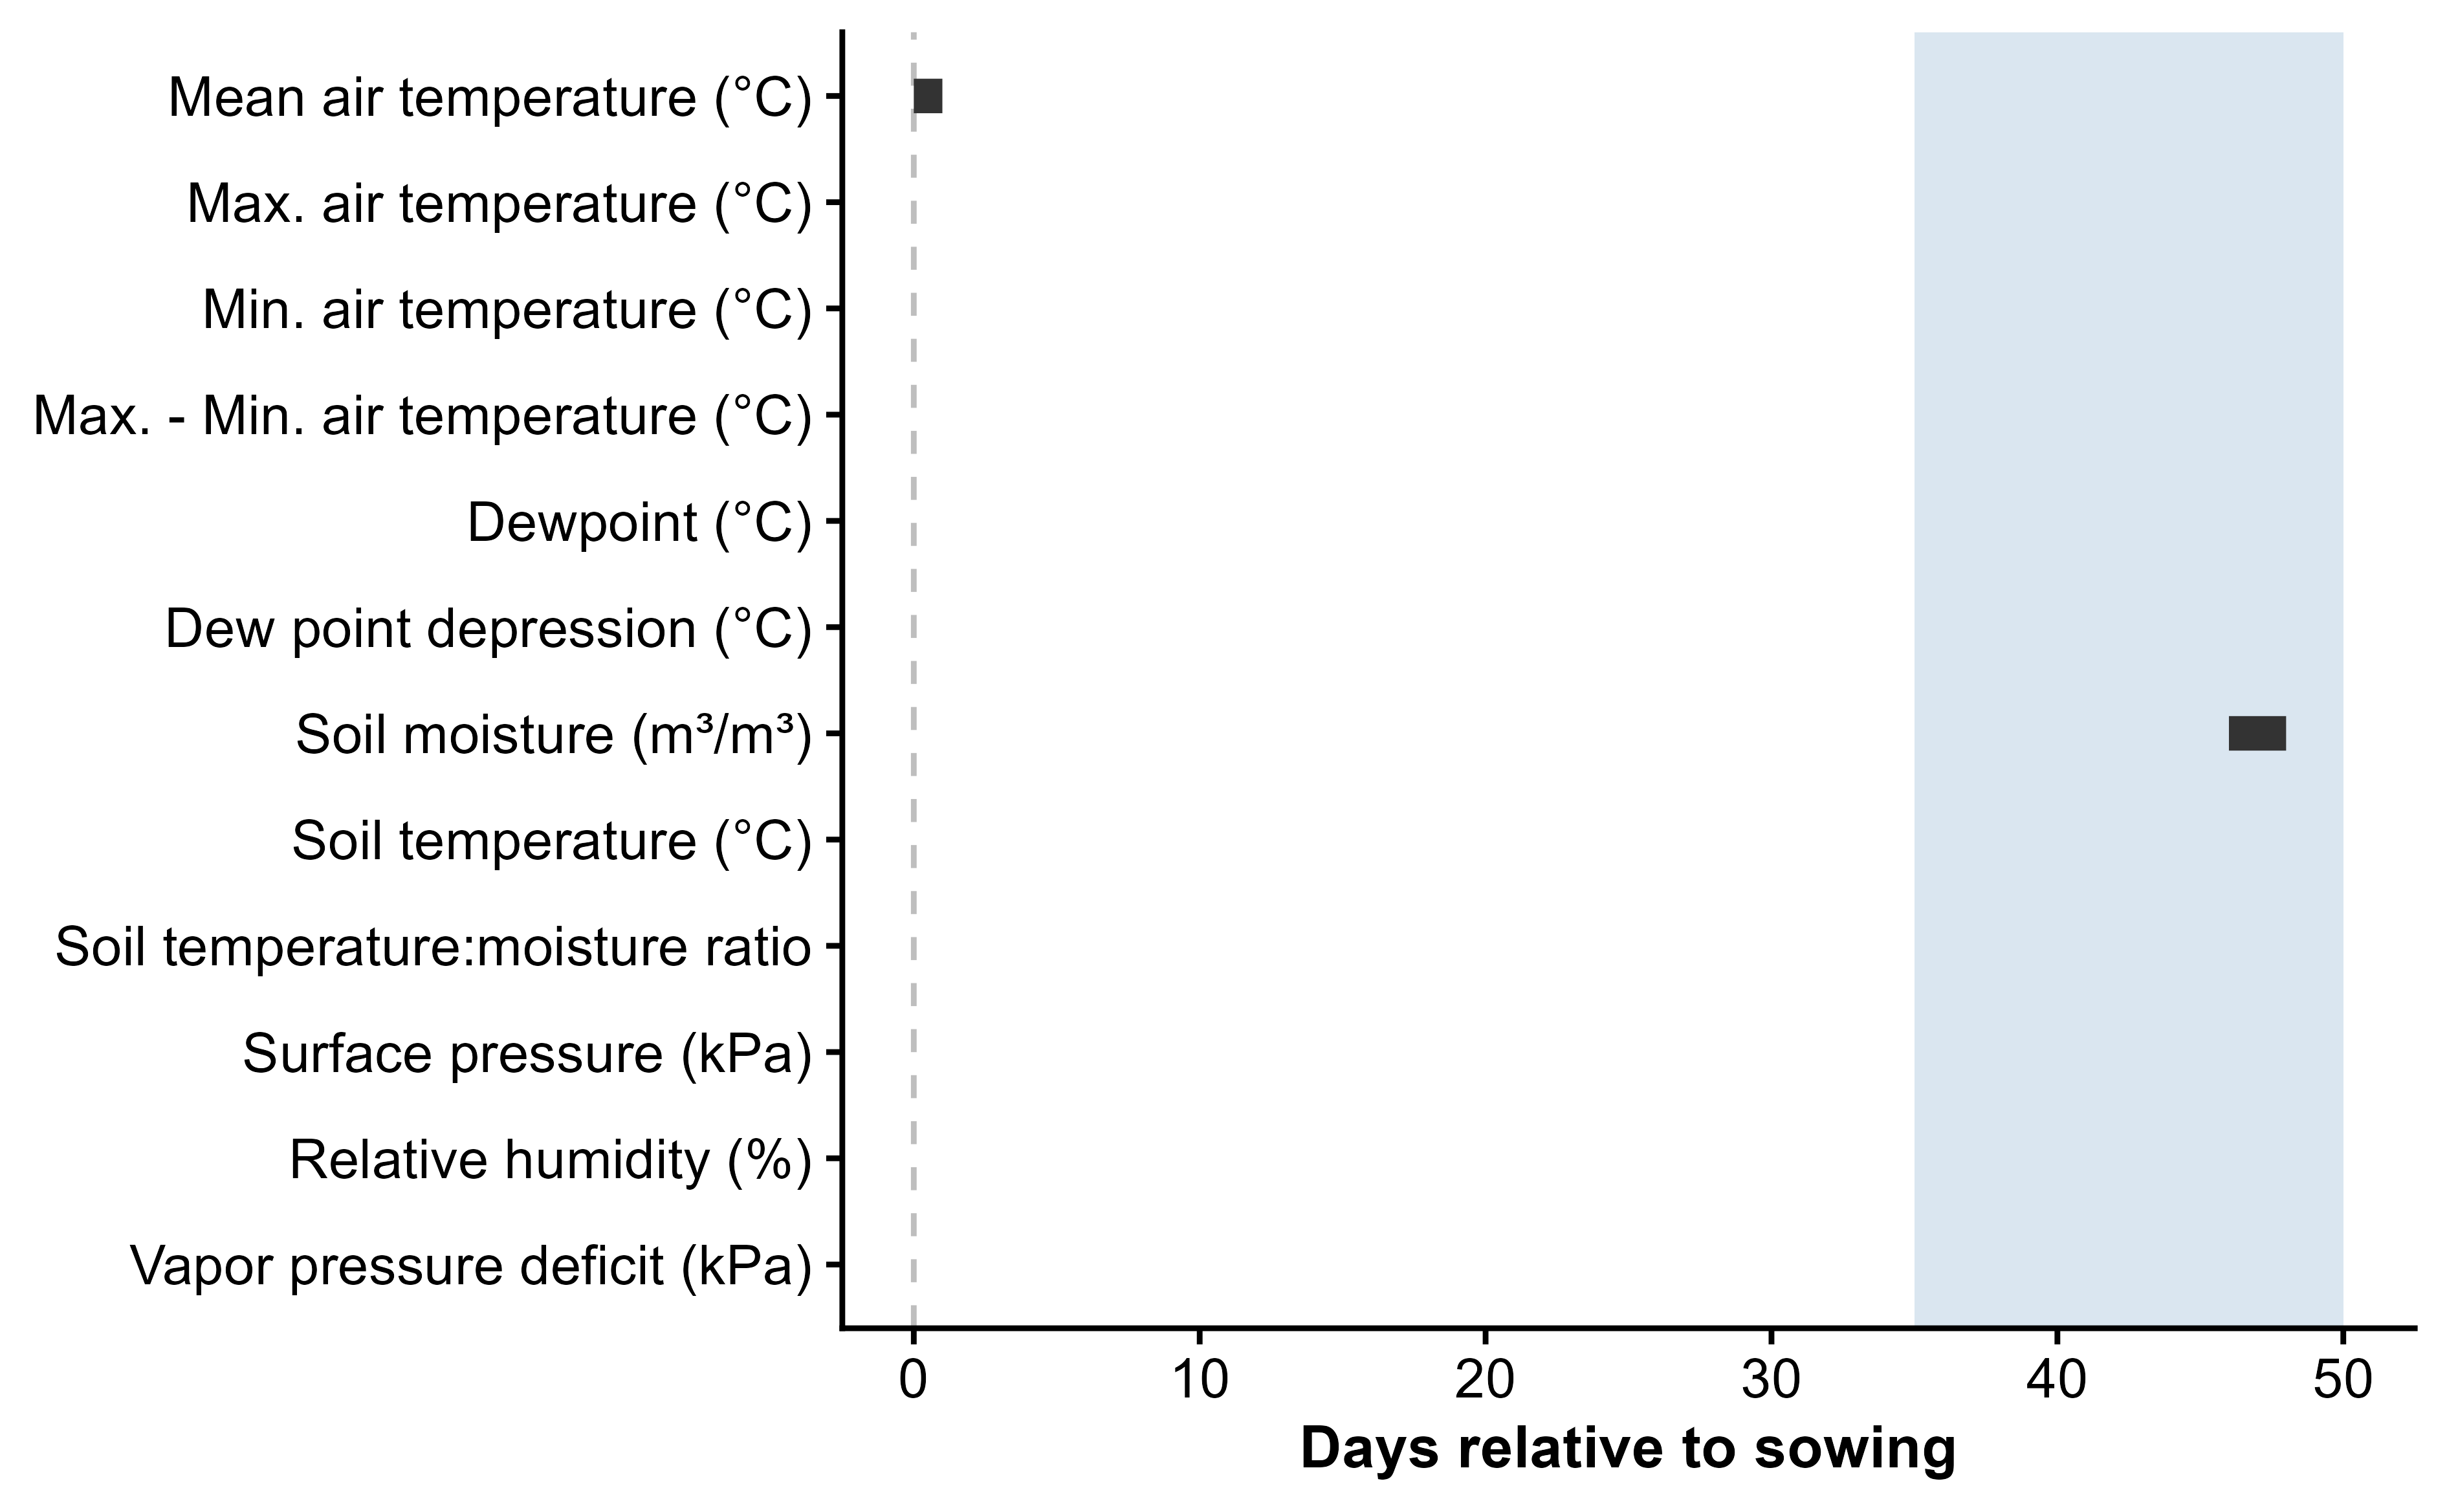 Mean air temperature (°C)
Max. air temperature (°C)
Min. air temperature (°C)
Max. - Min. air temperature (°C)
Dewpoint (°C)
Dew point depression (°C)
Soil moisture (m³/m³)
Soil temperature (°C)
Soil temperature:moisture ratio
Surface pressure (kPa)
Relative humidity (%)
Vapor pressure deficit (kPa)
0 10 20 30 40 50
Days relative to sowing